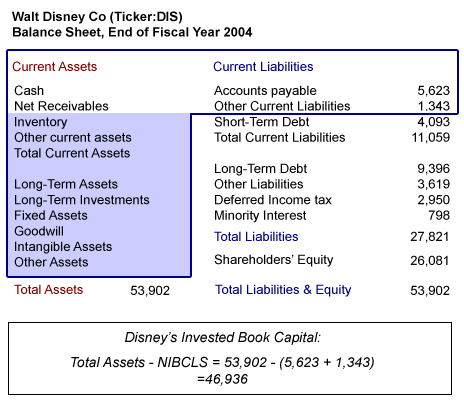 Walt Disney Co (Ticker:DIS)
Balance Sheet, End of Fiscal Year 2004
Current Assets Current Liabilities
Cash Accounts payable 5,623
Net Receivables Other Current Liabilities 1.343
Inventory Short-Term Debt 4,093
Other current assets Total Current Liabilities 11,059
Total Current Assets
Long-Term Debt 9,396
Long-Term Assets Other Liabilities 3,619
Long-Term Investments Deferred Income tax 2,950
Fixed Assets Minority Interest 798
Goodwill
Intangible Assets Total Liabilities 27,821
Other Assets Shareholders' Equity 26,081
Total Assets 53,902 Total Liabilities & Equity 53,902
Disney's Invested Book Capital:
Total Assets - NIBCLS = 53,902 - (5,623 + 1,343)
=46,936